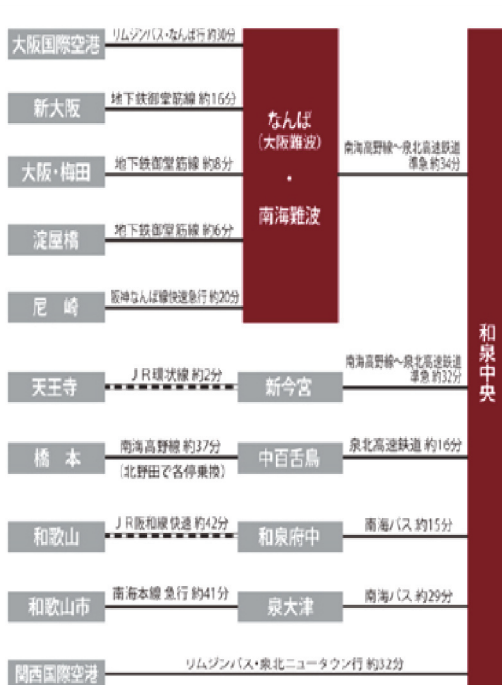 大阪国際空港
リムジンバス・なんば行 約30分
新大阪
地下鉄御堂筋線 約16分
大阪・梅田
地下鉄御堂筋線 約8分
淀屋橋
地下鉄御堂筋線 約6分
尼 崎
阪神なんば線快速急行 約20分
なんば
(大阪難波)
・
南海難波
南海高野線~泉北高速鉄道
準急 約34分
天王寺
JR環状線 約2分
新今宮
南海高野線~泉北高速鉄道
準急 約32分
橋 本
南海高野線 約37分
(北野田で各停乗換)
中百舌鳥
泉北高速鉄道 約16分
和歌山
JR阪和線 快速 約42分
和泉府中
南海バス 約15分
和歌山市
南海本線 急行 約41分
泉大津
南海バス 約29分
関西国際空港
リムジンバス・泉北ニュータウン行 約32分
和泉中央